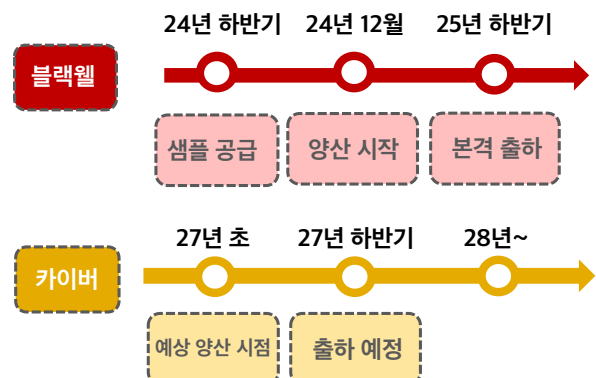 24년 하반기 24년 12월 25년 하반기
블랙웰
샘플 공급 양산 시작 본격 출하
27년 초 27년 하반기 28년~
카이버
예상 양산 시점 출하 예정